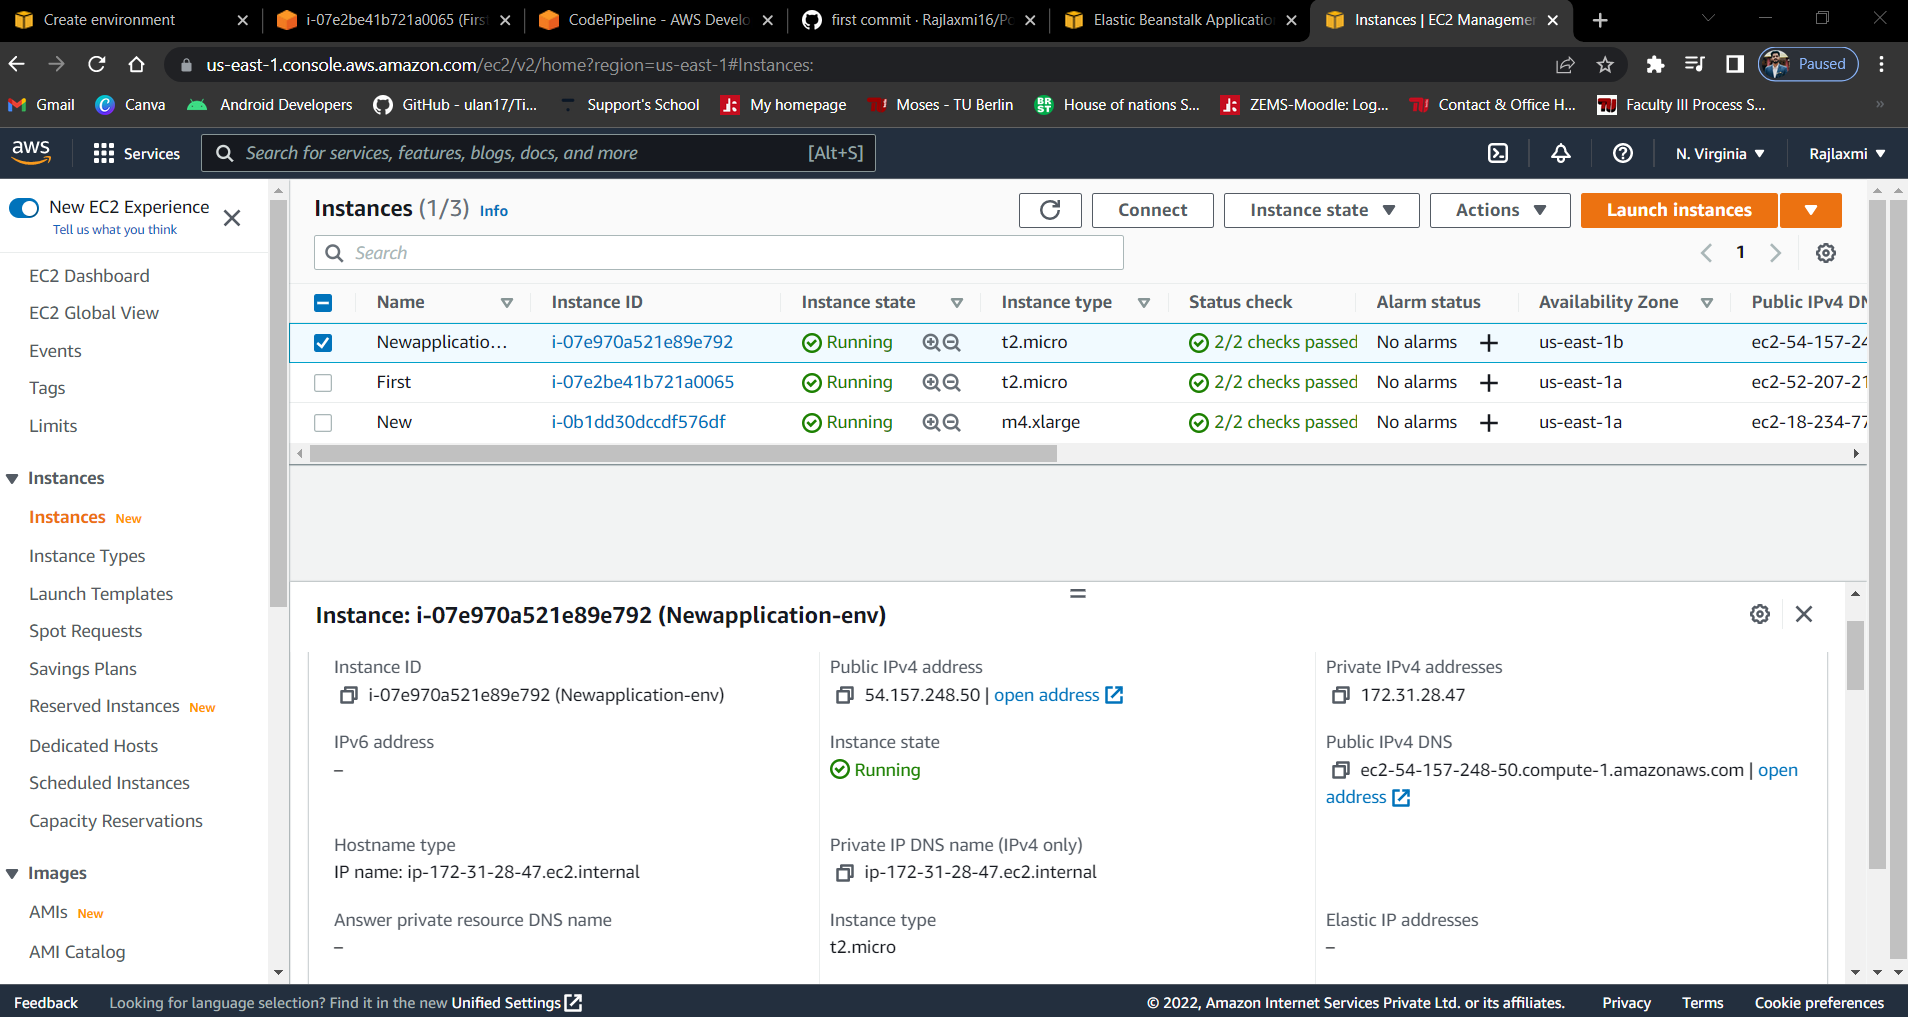 Create environment
i-07e2be41b721a0065 (First
CodePipeline - AWS Develo
first commit · Rajlaxmi16/Po
Elastic Beanstalk Applicatio
Instances | EC2 Managemen
us-east-1.console.aws.amazon.com/ec2/v2/home?region=us-east-1#Instances:
Paused
Gmail
Canva
Android Developers
GitHub - ulan17/Ti...
Support's School
My homepage
Moses - TU Berlin
House of nations S...
ZEMS-Moodle: Log...
Contact & Office H...
Faculty III Process S...
aws
Services
Search for services, features, blogs, docs, and more
[Alt+S]
N. Virginia
Rajlaxmi
New EC2 Experience
Tell us what you think
EC2 Dashboard
EC2 Global View
Events
Tags
Limits
Instances
Instances New
Instance Types
Launch Templates
Spot Requests
Savings Plans
Reserved Instances New
Dedicated Hosts
Scheduled Instances
Capacity Reservations
Images
AMIs New
AMI Catalog
Instances (1/3) Info
Connect
Instance state
Actions
Launch instances
Search
1
Name Instance ID Instance state Instance type Status check Alarm status Availability Zone Public IPv4 DN
Newapplicatio... i-07e970a521e89e792 Running t2.micro 2/2 checks passed No alarms us-east-1b ec2-54-157-24
First i-07e2be41b721a0065 Running t2.micro 2/2 checks passed No alarms us-east-1a ec2-52-207-21
New i-0b1dd30dccdf576df Running m4.xlarge 2/2 checks passed No alarms us-east-1a ec2-18-234-77
Instance: i-07e970a521e89e792 (Newapplication-env)
Instance ID
i-07e970a521e89e792 (Newapplication-env)
Public IPv4 address
54.157.248.50 | open address
Private IPv4 addresses
172.31.28.47
IPv6 address
–
Instance state
Running
Public IPv4 DNS
ec2-54-157-248-50.compute-1.amazonaws.com | open
address
Hostname type
IP name: ip-172-31-28-47.ec2.internal
Private IP DNS name (IPv4 only)
ip-172-31-28-47.ec2.internal
Answer private resource DNS name
–
Instance type
t2.micro
Elastic IP addresses
–
Feedback
Looking for language selection? Find it in the new Unified Settings
© 2022, Amazon Internet Services Private Ltd. or its affiliates.
Privacy
Terms
Cookie preferences